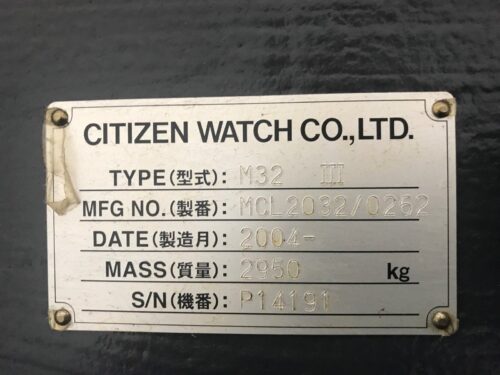 CITIZEN WATCH CO.,LTD.
TYPE(型式): M32 III
MFG NO.(製番): MCL2032/0262
DATE(製造月): 2004-
MASS(質量): 2950 kg
S/N(機番): P14191